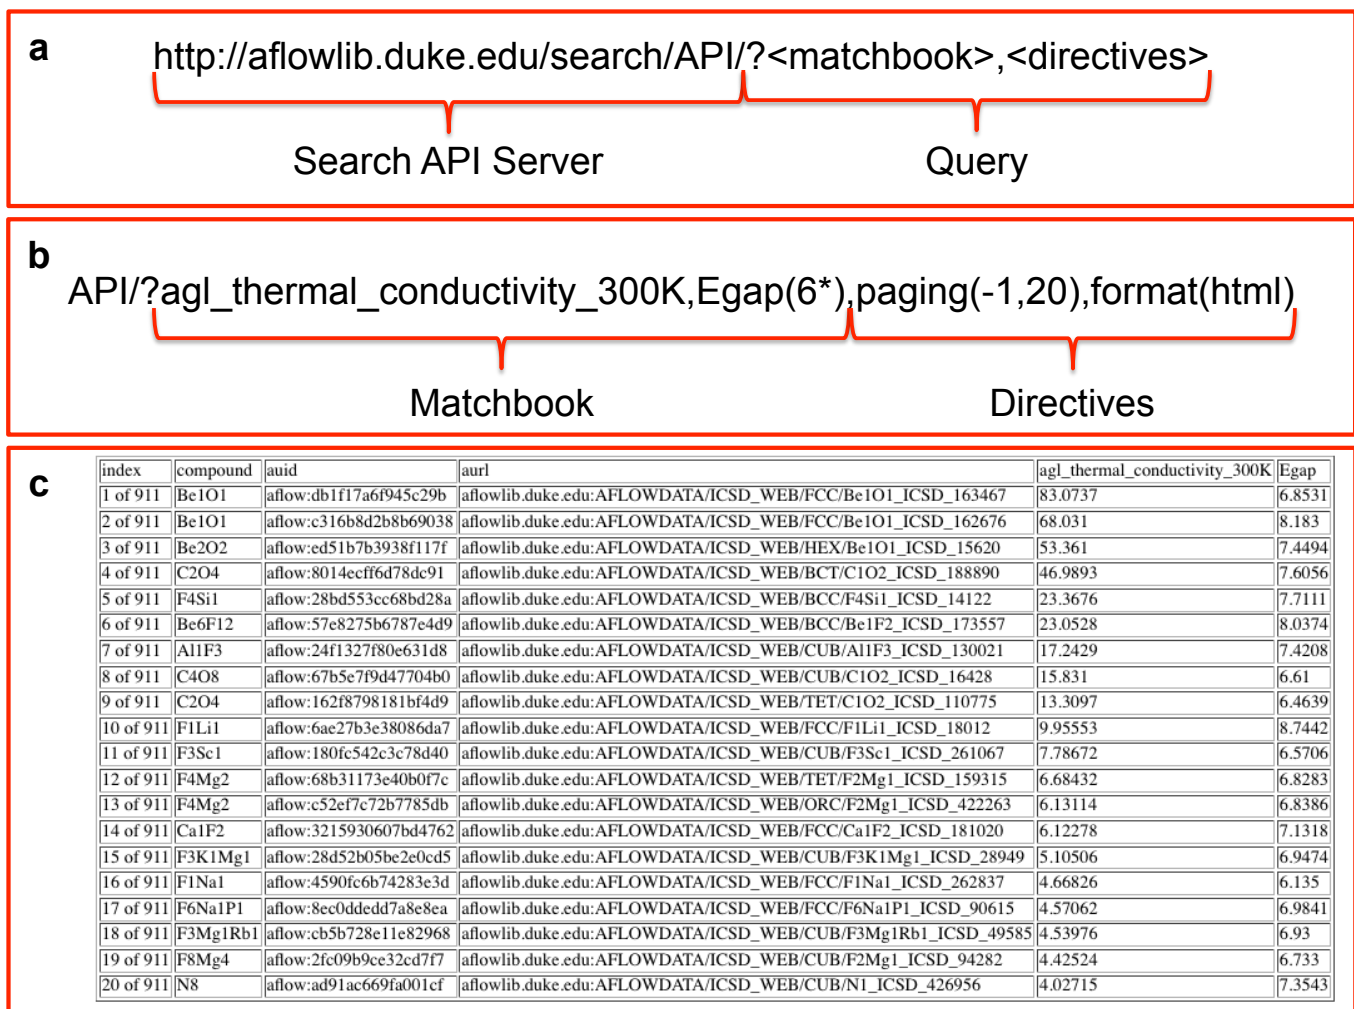 a
http://aflowlib.duke.edu/search/API/?<matchbook>,<directives>
Search API Server Query
b
API/?agl_thermal_conductivity_300K,Egap(6*),paging(-1,20),format(html)
Matchbook Directives
c
index compound auid aurl agl_thermal_conductivity_300K Egap
1 of 911 Be1O1 aflow:db1f17a6f945c29b aflowlib.duke.edu:AFLOWDATA/ICSD_WEB/FCC/Be1O1_ICSD_163467 83.0737 6.8531
2 of 911 Be1O1 aflow:c316b8d2b8b69038 aflowlib.duke.edu:AFLOWDATA/ICSD_WEB/FCC/Be1O1_ICSD_162676 68.031 8.183
3 of 911 Be2O2 aflow:ed51b7b3938f117f aflowlib.duke.edu:AFLOWDATA/ICSD_WEB/HEX/Be1O1_ICSD_15620 53.361 7.4494
4 of 911 C2O4 aflow:8014ecff6d78dc91 aflowlib.duke.edu:AFLOWDATA/ICSD_WEB/BCT/C1O2_ICSD_188890 46.9893 7.6056
5 of 911 F4Si1 aflow:28bd553cc68bd28a aflowlib.duke.edu:AFLOWDATA/ICSD_WEB/BCC/F4Si1_ICSD_14122 23.3676 7.7111
6 of 911 Be6F12 aflow:57e8275b6787e4d9 aflowlib.duke.edu:AFLOWDATA/ICSD_WEB/BCC/Be1F2_ICSD_173557 23.0528 8.0374
7 of 911 Al1F3 aflow:24f1327f80e631d8 aflowlib.duke.edu:AFLOWDATA/ICSD_WEB/CUB/Al1F3_ICSD_130021 17.2429 7.4208
8 of 911 C4O8 aflow:67b5e7f9d47704b0 aflowlib.duke.edu:AFLOWDATA/ICSD_WEB/CUB/C1O2_ICSD_16428 15.831 6.61
9 of 911 C2O4 aflow:162f8798181bf4d9 aflowlib.duke.edu:AFLOWDATA/ICSD_WEB/TET/C1O2_ICSD_110775 13.3097 6.4639
10 of 911 F1Li1 aflow:6ae27b3e38086da7 aflowlib.duke.edu:AFLOWDATA/ICSD_WEB/FCC/F1Li1_ICSD_18012 9.95553 8.7442
11 of 911 F3Sc1 aflow:180fc542c3c78d40 aflowlib.duke.edu:AFLOWDATA/ICSD_WEB/CUB/F3Sc1_ICSD_261067 7.78672 6.5706
12 of 911 F4Mg2 aflow:68b31173e40b0f7c aflowlib.duke.edu:AFLOWDATA/ICSD_WEB/TET/F2Mg1_ICSD_159315 6.68432 6.8283
13 of 911 F4Mg2 aflow:c52ef7c72b7785db aflowlib.duke.edu:AFLOWDATA/ICSD_WEB/ORC/F2Mg1_ICSD_422263 6.13114 6.8386
14 of 911 Ca1F2 aflow:3215930607bd4762 aflowlib.duke.edu:AFLOWDATA/ICSD_WEB/FCC/Ca1F2_ICSD_181020 6.12278 7.1318
15 of 911 F3K1Mg1 aflow:28d52b05be2e0cd5 aflowlib.duke.edu:AFLOWDATA/ICSD_WEB/CUB/F3K1Mg1_ICSD_28949 5.10506 6.9474
16 of 911 F1Na1 aflow:4590fc6b74283e3d aflowlib.duke.edu:AFLOWDATA/ICSD_WEB/FCC/F1Na1_ICSD_262837 4.66826 6.135
17 of 911 F6Na1P1 aflow:8ec0ddedd7a8e8ea aflowlib.duke.edu:AFLOWDATA/ICSD_WEB/FCC/F6Na1P1_ICSD_90615 4.57062 6.9841
18 of 911 F3Mg1Rb1 aflow:cb5b728e11e82968 aflowlib.duke.edu:AFLOWDATA/ICSD_WEB/CUB/F3Mg1Rb1_ICSD_49585 4.53976 6.93
19 of 911 F8Mg4 aflow:2fc09b9ce32cd7f7 aflowlib.duke.edu:AFLOWDATA/ICSD_WEB/CUB/F2Mg1_ICSD_94282 4.42524 6.733
20 of 911 N8 aflow:ad91ac669fa001cf aflowlib.duke.edu:AFLOWDATA/ICSD_WEB/CUB/N1_ICSD_426956 4.02715 7.3543